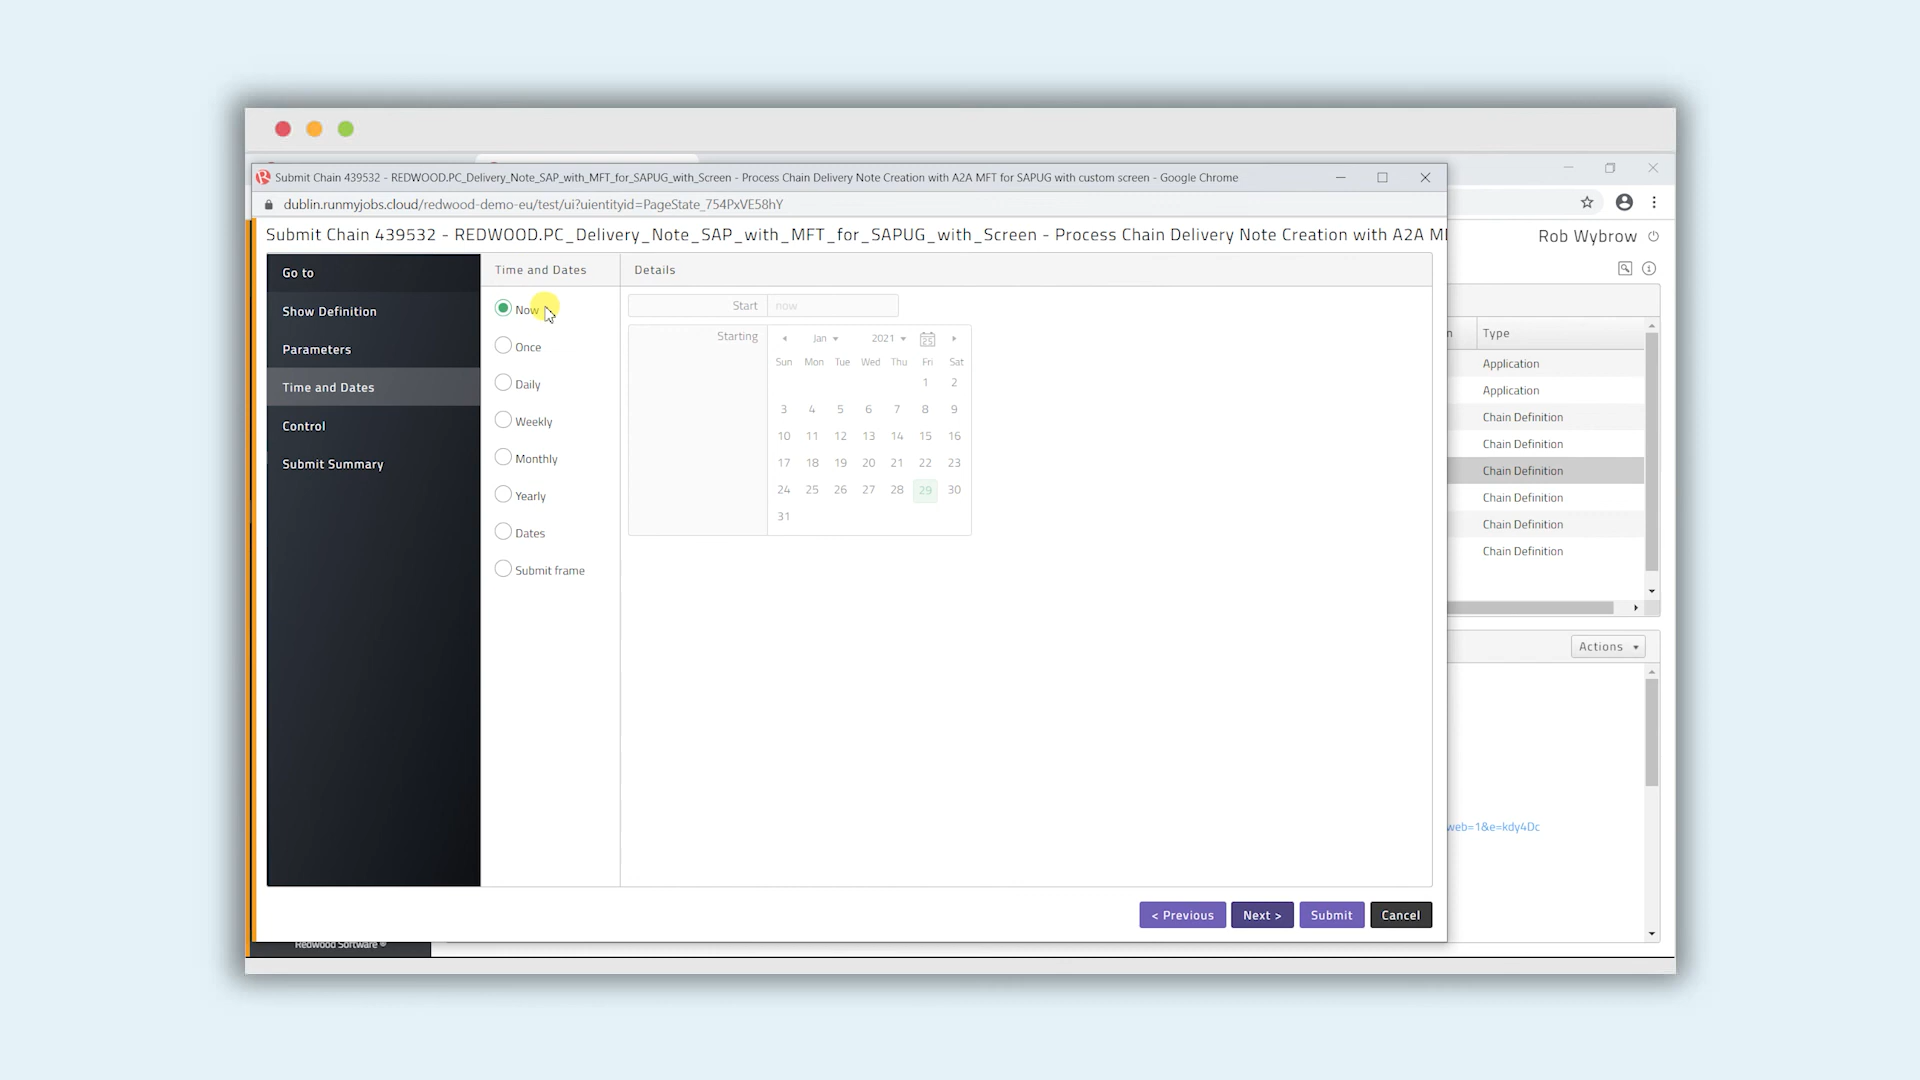 Submit Chain 439532 - REDWOOD.PC_Delivery_Note_SAP_with_MFT_for_SAPUG_with_Screen - Process Chain Delivery Note Creation with A2A MFT for SAPUG with custom screen - Google Chrome
dublin.runmyjobs.cloud/redwood-demo-eu/test/ui?uientityid=PageState_754PxVE58hY
Submit Chain 439532 - REDWOOD.PC_Delivery_Note_SAP_with_MFT_for_SAPUG_with_Screen - Process Chain Delivery Note Creation with A2A
Rob Wybrow
Go to
Show Definition
Parameters
Time and Dates
Control
Submit Summary
Time and Dates
Now
Once
Daily
Weekly
Monthly
Yearly
Dates
Submit frame
Details
Start now
Starting
Jan 2021 25
Sun Mon Tue Wed Thu Fri Sat
1 2
3 4 5 6 7 8 9
10 11 12 13 14 15 16
17 18 19 20 21 22 23
24 25 26 27 28 29 30
31
< Previous
Next >
Submit
Cancel
n
Type
Application
Application
Chain Definition
Chain Definition
Chain Definition
Chain Definition
Chain Definition
Chain Definition
Actions
web=1&e=kdy4Dc
Redwood Software ®